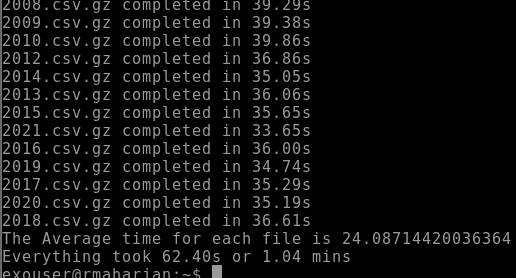 2008.csv.gz completed in 39.29s
2009.csv.gz completed in 39.38s
2010.csv.gz completed in 39.86s
2012.csv.gz completed in 36.86s
2014.csv.gz completed in 35.05s
2013.csv.gz completed in 36.06s
2015.csv.gz completed in 35.65s
2021.csv.gz completed in 33.65s
2016.csv.gz completed in 36.00s
2019.csv.gz completed in 34.74s
2017.csv.gz completed in 35.29s
2020.csv.gz completed in 35.19s
2018.csv.gz completed in 36.61s
The Average time for each file is 24.08714420036364
Everything took 62.40s or 1.04 mins
exouser@rmaharjan:~$